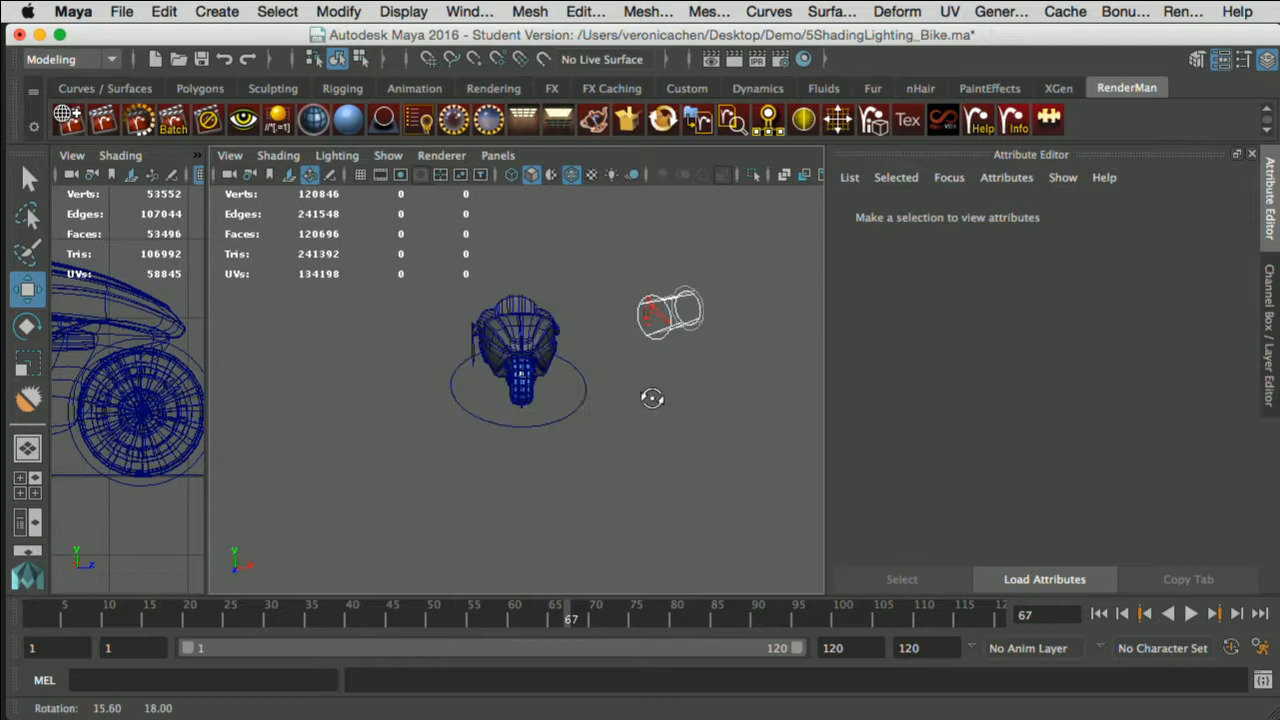 Maya File Edit Create Select Modify Display Wind... Mesh Edit... Mesh... Mes... Curves Surfa... Deform UV Gener... Cache Bonu... Ren... Help
Autodesk Maya 2016 - Student Version: /Users/veronicachen/Desktop/Demo/5ShadingLighting_Bike.ma*
Modeling No Live Surface
Curves / Surfaces Polygons Sculpting Rigging Animation Rendering FX FX Caching Custom Dynamics Fluids Fur nHair PaintEffects XGen RenderMan
Batch IPR Tex Help Info
View Shading » View Shading Lighting Show Renderer Panels Attribute Editor
List Selected Focus Attributes Show Help
Make a selection to view attributes
Verts: 53552 Verts: 120846 0 0
Edges: 107044 Edges: 241548 0 0
Faces: 53496 Faces: 120696 0 0
Tris: 106992 Tris: 241392 0 0
UVs: 58845 UVs: 134198 0 0
Attribute Editor
Channel Box / Layer Editor
y z y x z
Select Load Attributes Copy Tab
5 10 15 20 25 30 35 40 45 50 55 60 65 70 75 80 85 90 95 100 105 110 115 12
67 67
1 1 1 120 120 120 No Anim Layer No Character Set
MEL
Rotation: 15.60 18.00